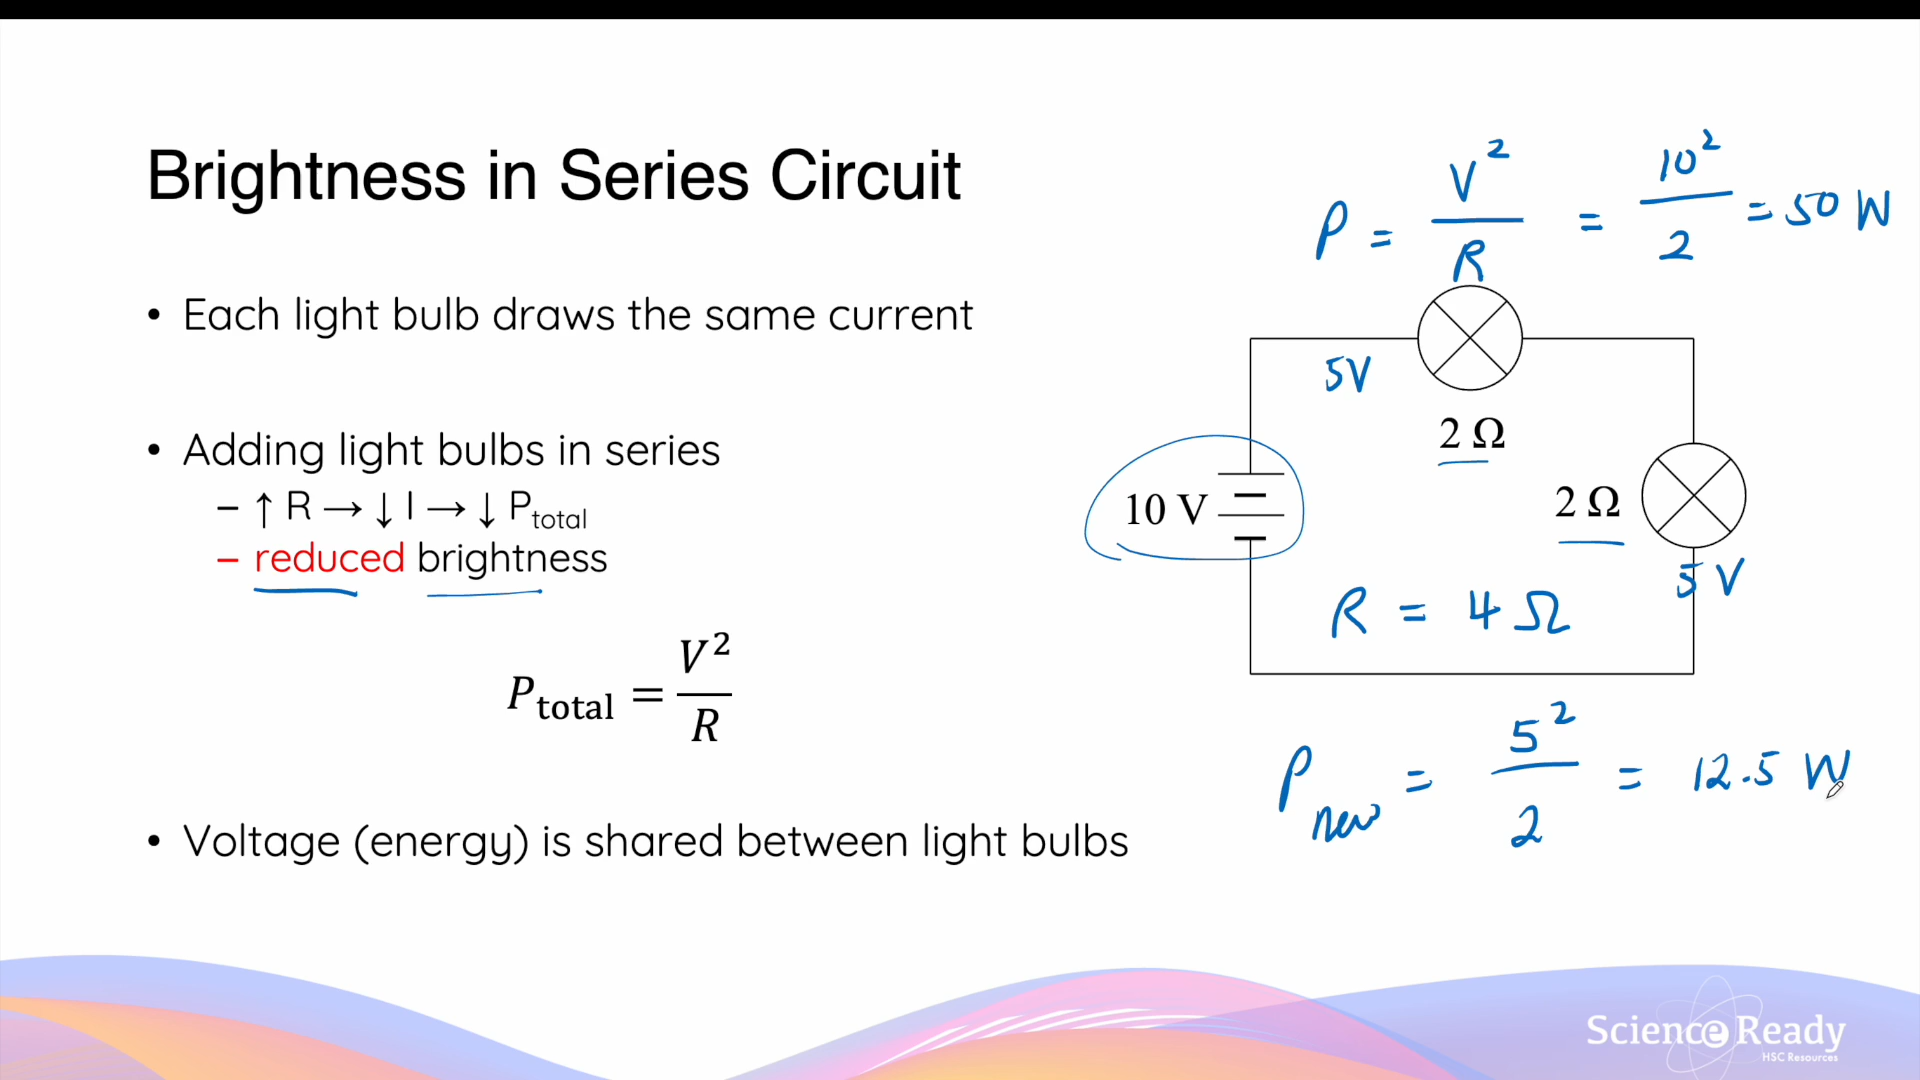 Brightness in Series Circuit
• Each light bulb draws the same current
• Adding light bulbs in series
– ↑ R → ↓ I → ↓ Ptotal
– reduced brightness
Ptotal = V² / R
• Voltage (energy) is shared between light bulbs
P = V² / R = 10² / 2 = 50 W
5V
2 Ω
10 V
2 Ω
5 V
R = 4 Ω
Pnew = 5² / 2 = 12.5 W
Science Ready
HSC Resources